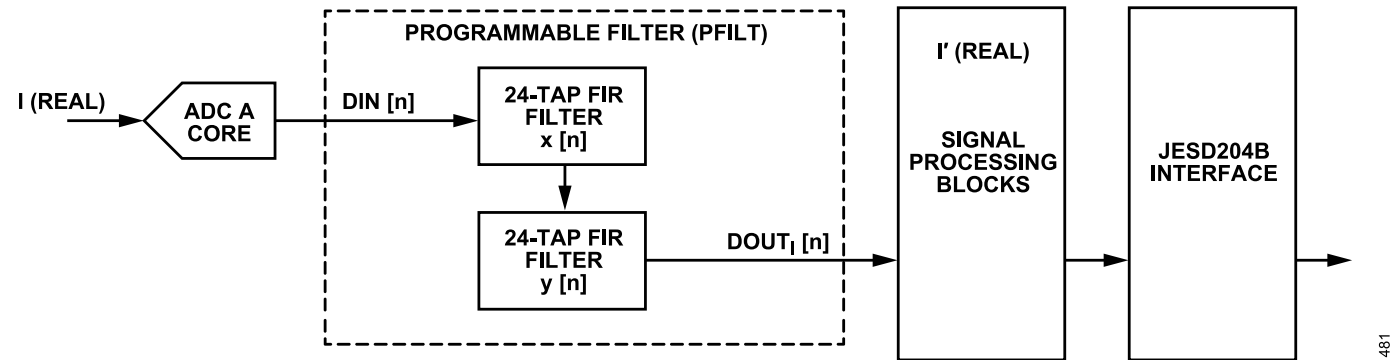 PROGRAMMABLE FILTER (PFILT)
I (REAL)
ADC A
CORE
DIN [n]
24-TAP FIR
FILTER
x [n]
24-TAP FIR
FILTER
y [n]
DOUTI [n]
I′ (REAL)
SIGNAL
PROCESSING
BLOCKS
JESD204B
INTERFACE
481